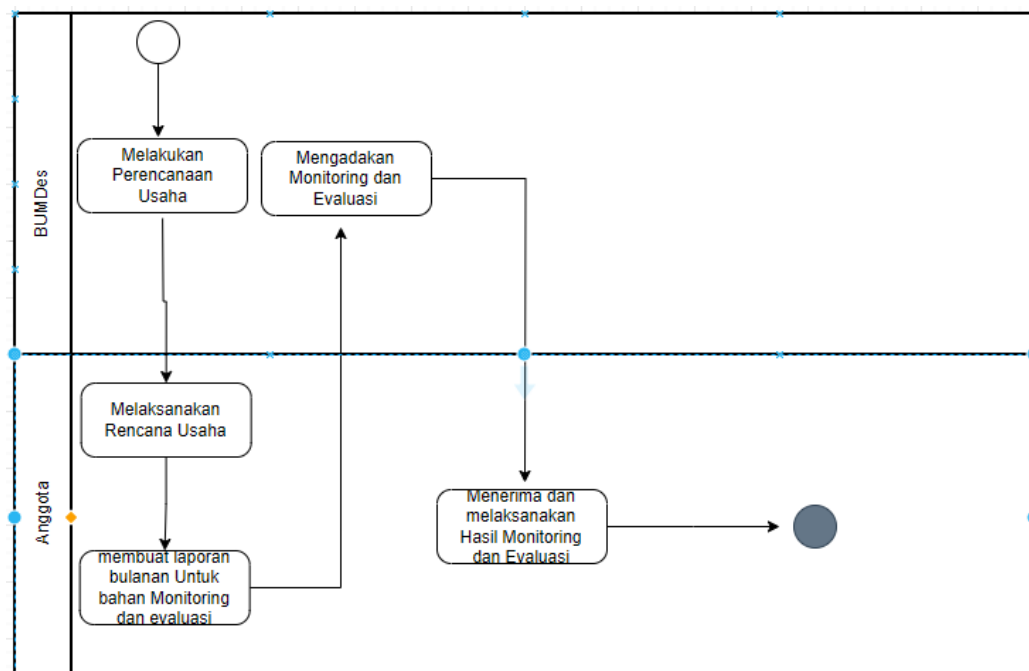 BUMDes
Melakukan
Perencanaan
Usaha
Mengadakan
Monitoring dan
Evaluasi
Anggota
Melaksanakan
Rencana Usaha
membuat laporan
bulanan Untuk
bahan Monitoring
dan evaluasi
Menerima dan
melaksanakan
Hasil Monitoring
dan Evaluasi